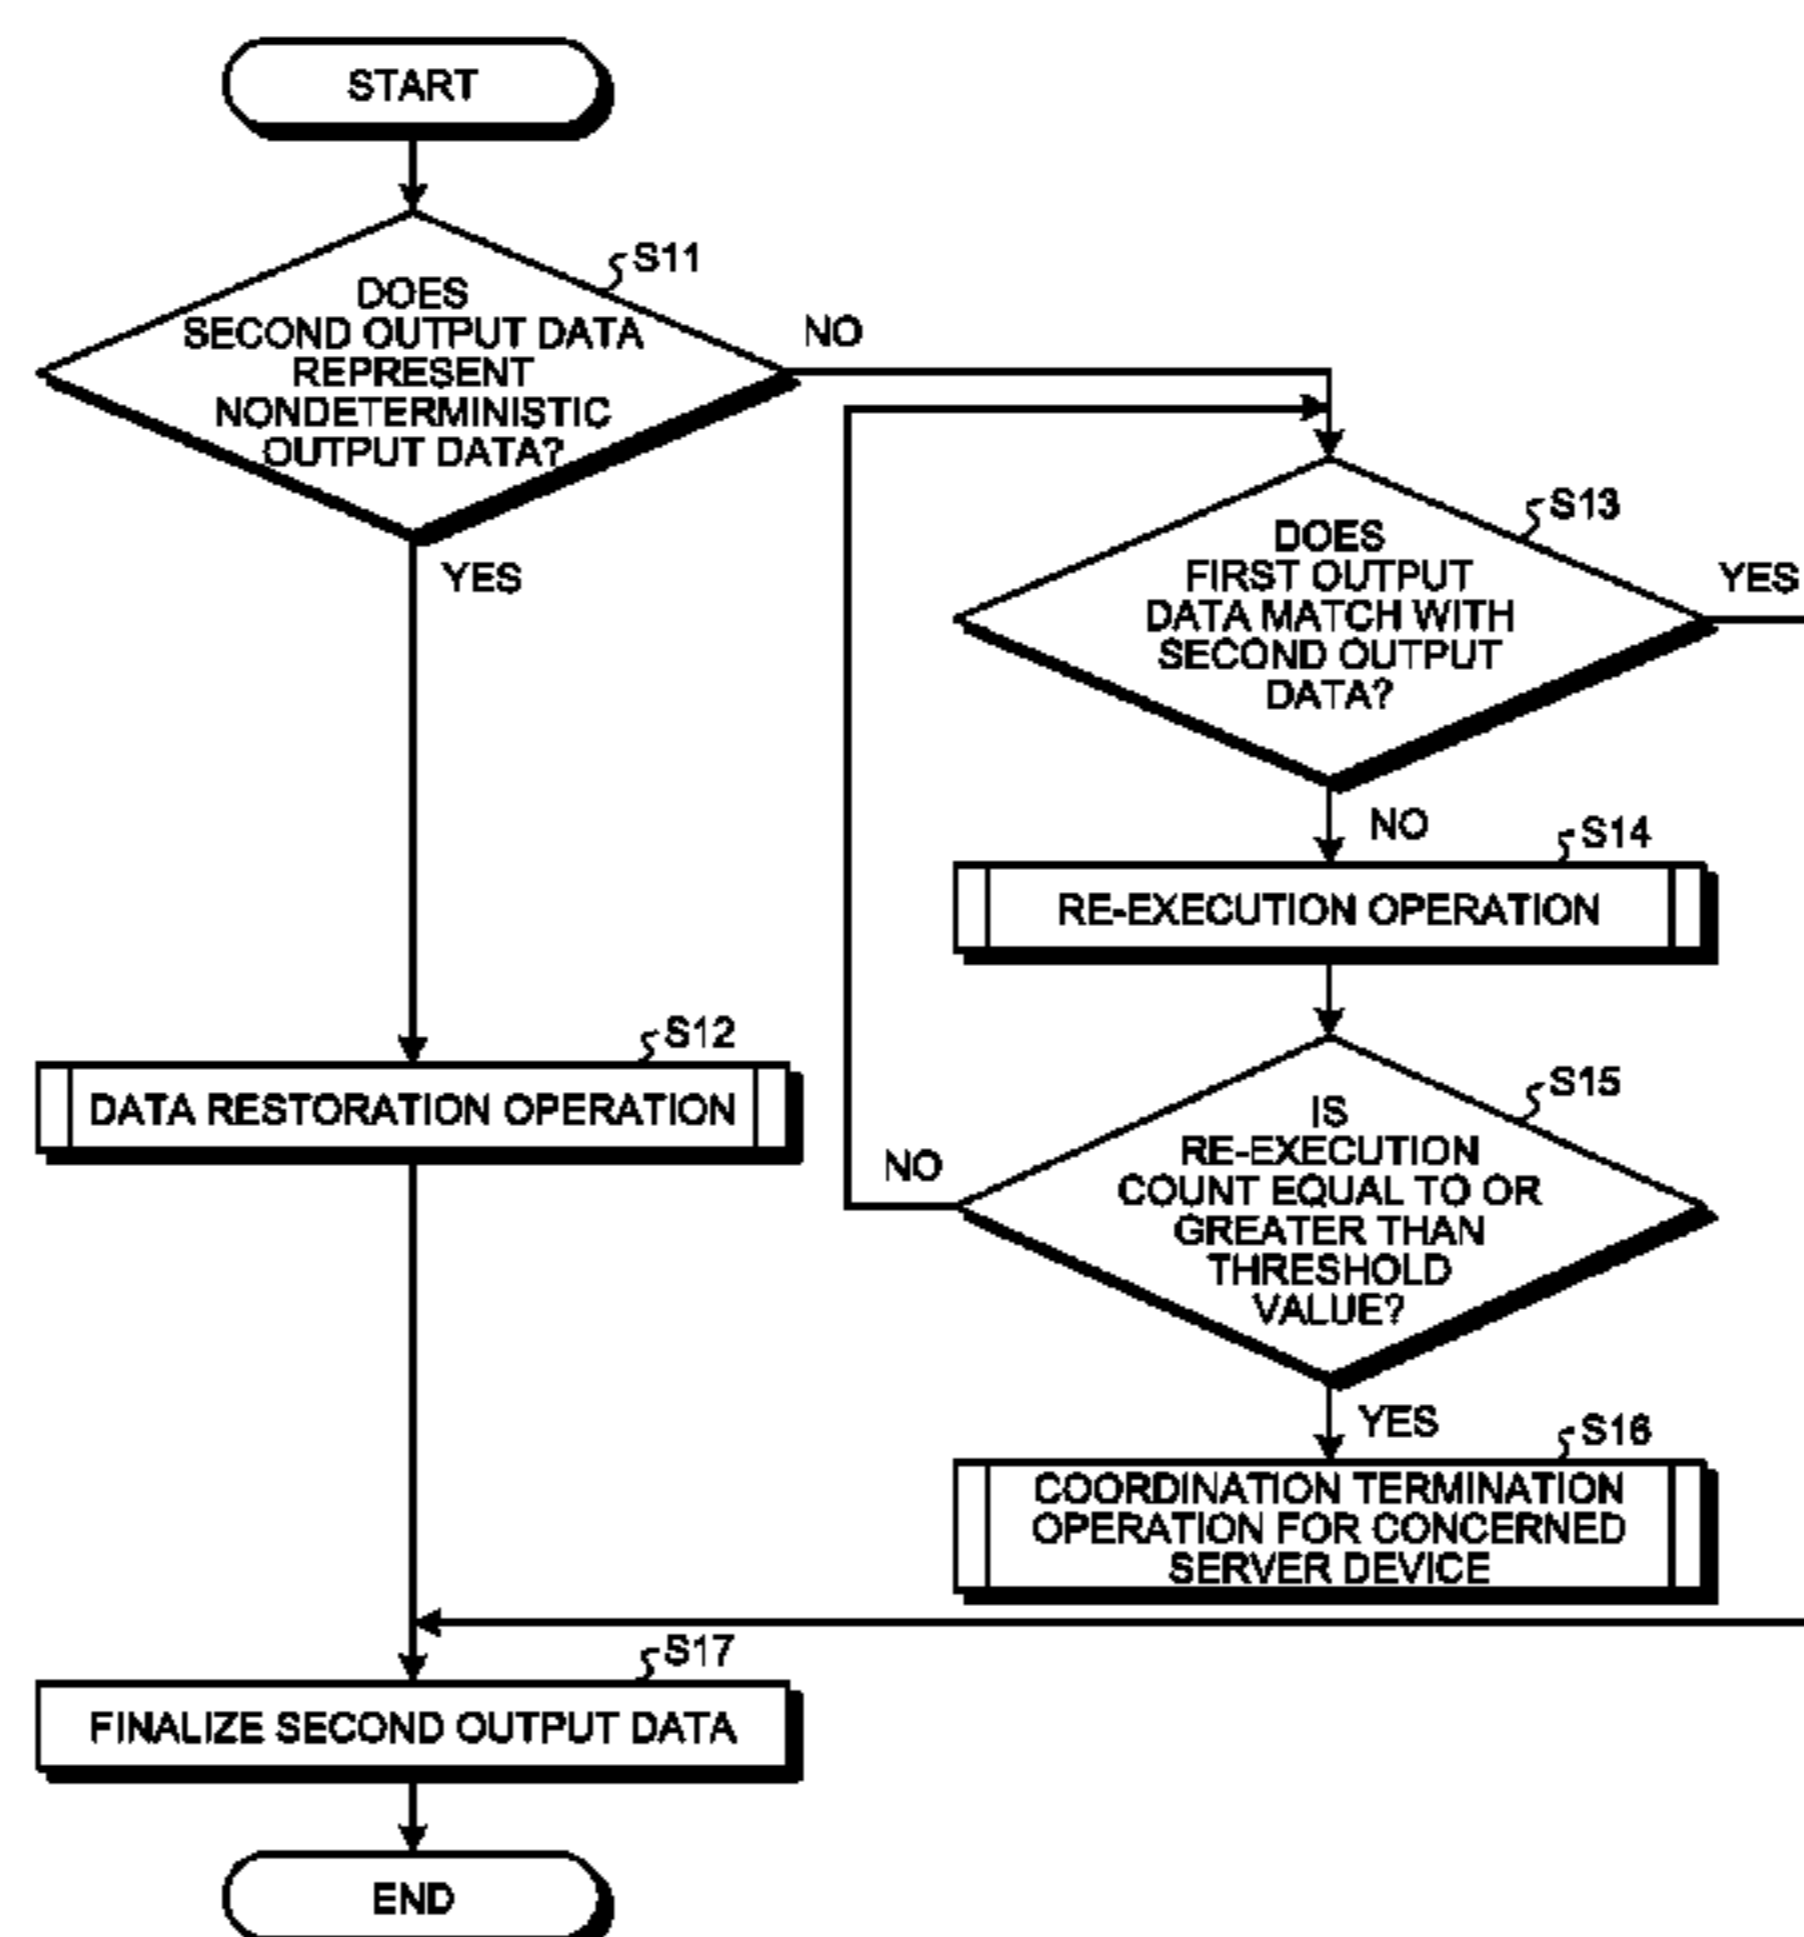 START
S11
DOES
SECOND OUTPUT DATA
REPRESENT
NONDETERMINISTIC
OUTPUT DATA?
NO
YES
S13
DOES
FIRST OUTPUT
DATA MATCH WITH
SECOND OUTPUT
DATA?
YES
NO
S14
RE-EXECUTION OPERATION
S12
DATA RESTORATION OPERATION
S15
IS
RE-EXECUTION
COUNT EQUAL TO OR
GREATER THAN
THRESHOLD
VALUE?
NO
YES
S16
COORDINATION TERMINATION
OPERATION FOR CONCERNED
SERVER DEVICE
S17
FINALIZE SECOND OUTPUT DATA
END